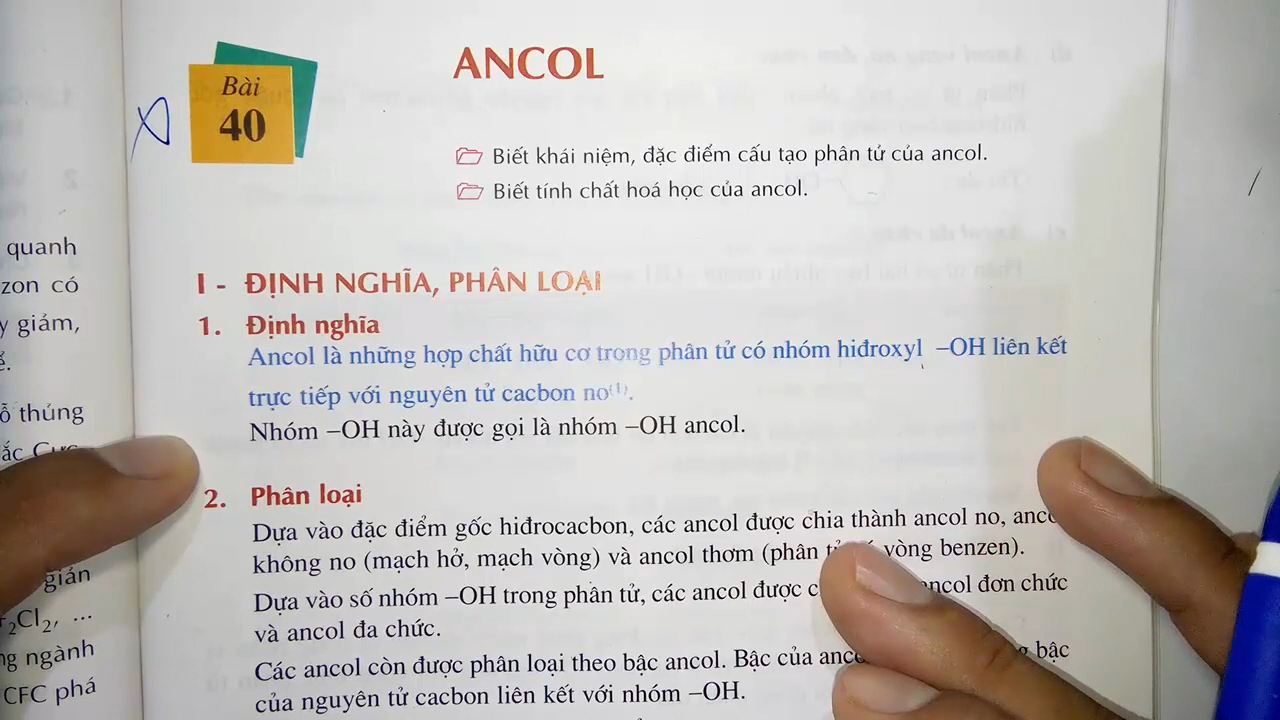 Bài
40
ANCOL
Biết khái niệm, đặc điểm cấu tạo phân tử của ancol.
Biết tính chất hoá học của ancol.
I - ĐỊNH NGHĨA, PHÂN LOẠI
1. Định nghĩa
Ancol là những hợp chất hữu cơ trong phân tử có nhóm hiđroxyl –OH liên kết
trực tiếp với nguyên tử cacbon no(1).
Nhóm –OH này được gọi là nhóm –OH ancol.
2. Phân loại
Dựa vào đặc điểm gốc hiđrocacbon, các ancol được chia thành ancol no,
không no (mạch hở, mạch vòng) và ancol thơm (phân vòng benzen).
Dựa vào số nhóm –OH trong phân tử, các ancol được ancol đơn chức
và ancol đa chức.
Các ancol còn được phân loại theo bậc ancol. Bậc của bậc
của nguyên tử cacbon liên kết với nhóm –OH.
quanh
zon có
giảm,
thủng
gián
Cl2, ...
ngành
CFC phá